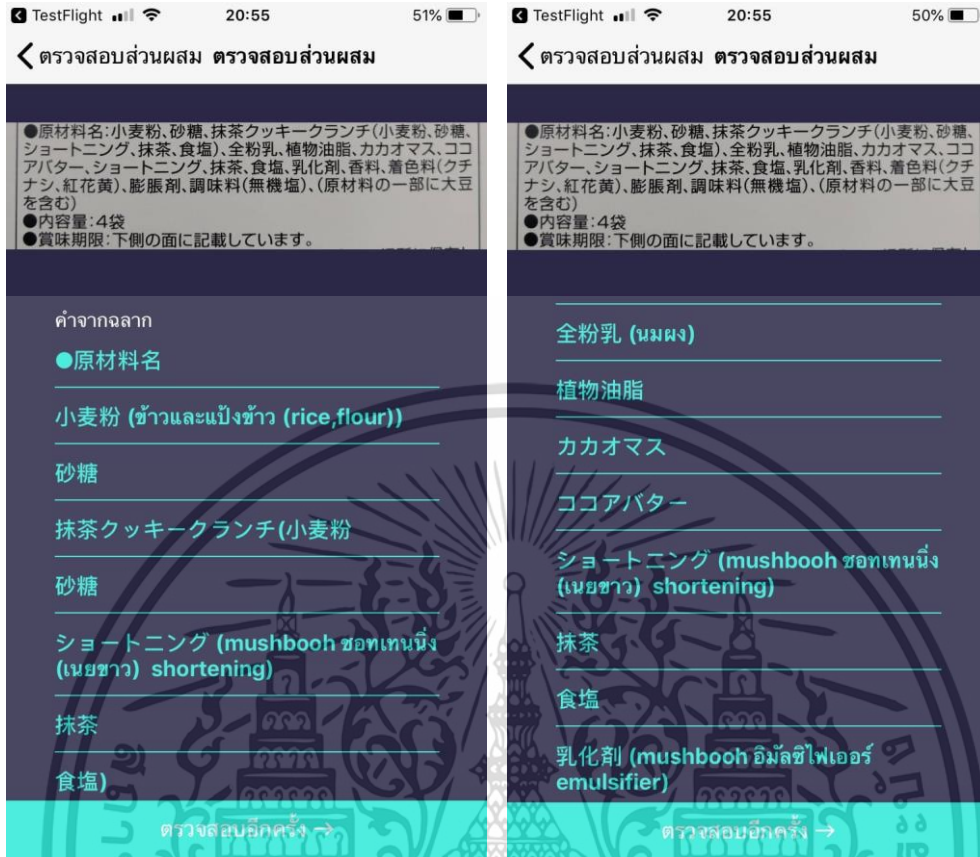 TestFlight 20:55 51%
ตรวจสอบส่วนผสม ตรวจสอบส่วนผสม
●原材料名:小麦粉、砂糖、抹茶クッキークランチ(小麦粉、砂糖、
ショートニング、抹茶、食塩)、全粉乳、植物油脂、カカオマス、ココ
アバター、ショートニング、抹茶、食塩、乳化剤、香料、着色料(クチ
ナシ、紅花黄)、膨脹剤、調味料(無機塩)、(原材料の一部に大豆
を含む)
●内容量:4袋
●賞味期限:下側の面に記載しています。
คำจากฉลาก
●原材料名
小麦粉 (ข้าวและแป้งข้าว (rice,flour))
砂糖
抹茶クッキークランチ(小麦粉
砂糖
ショートニング (mushbooh ชอทเทนนิ่ง
(เนยขาว) shortening)
抹茶
食塩)
ตรวจสอบอีกครั้ง →
TestFlight 20:55 50%
ตรวจสอบส่วนผสม ตรวจสอบส่วนผสม
●原材料名:小麦粉、砂糖、抹茶クッキークランチ(小麦粉、砂糖、
ショートニング、抹茶、食塩)、全粉乳、植物油脂、カカオマス、ココ
アバター、ショートニング、抹茶、食塩、乳化剤、香料、着色料(クチ
ナシ、紅花黄)、膨脹剤、調味料(無機塩)、(原材料の一部に大豆
を含む)
●内容量:4袋
●賞味期限:下側の面に記載しています。
全粉乳 (นมผง)
植物油脂
カカオマス
ココアバター
ショートニング (mushbooh ชอทเทนนิ่ง
(เนยขาว) shortening)
抹茶
食塩
乳化剤 (mushbooh อิมัลซิไฟเออร์
emulsifier)
ตรวจสอบอีกครั้ง →